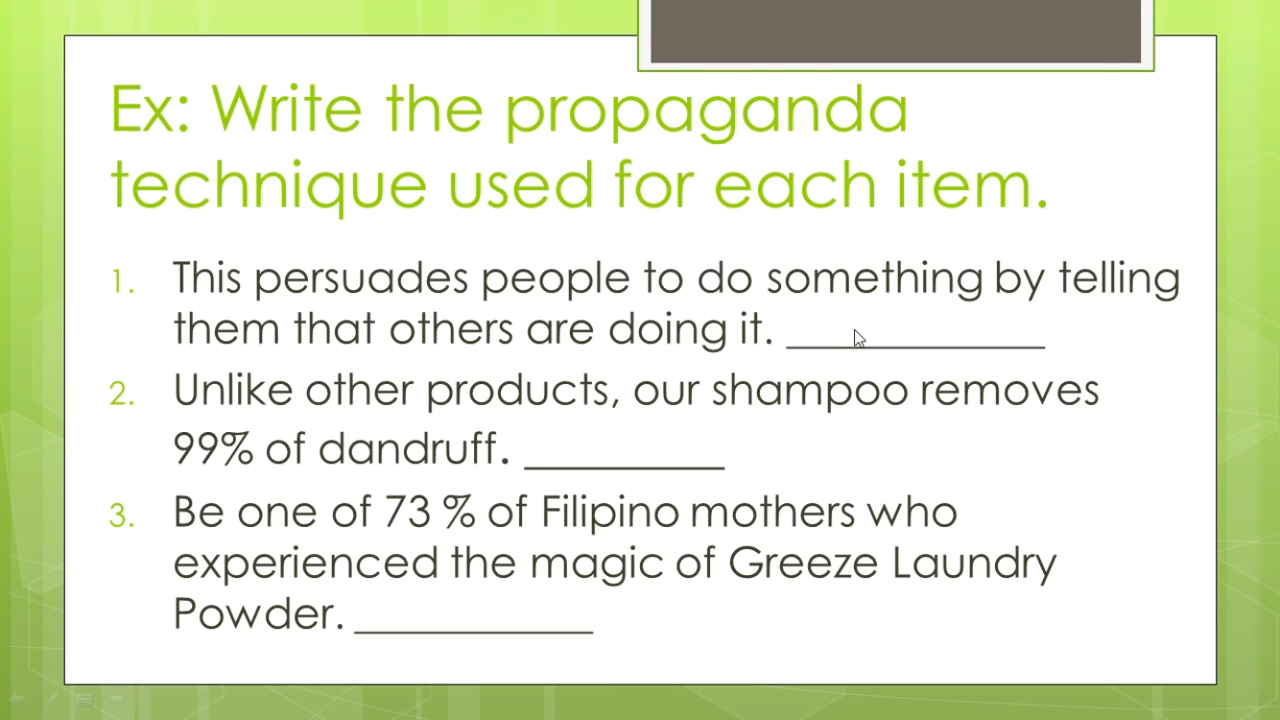 Ex: Write the propaganda
technique used for each item.
1. This persuades people to do something by telling
them that others are doing it. ____________
2. Unlike other products, our shampoo removes
99% of dandruff. _________
3. Be one of 73 % of Filipino mothers who
experienced the magic of Greeze Laundry
Powder. ___________